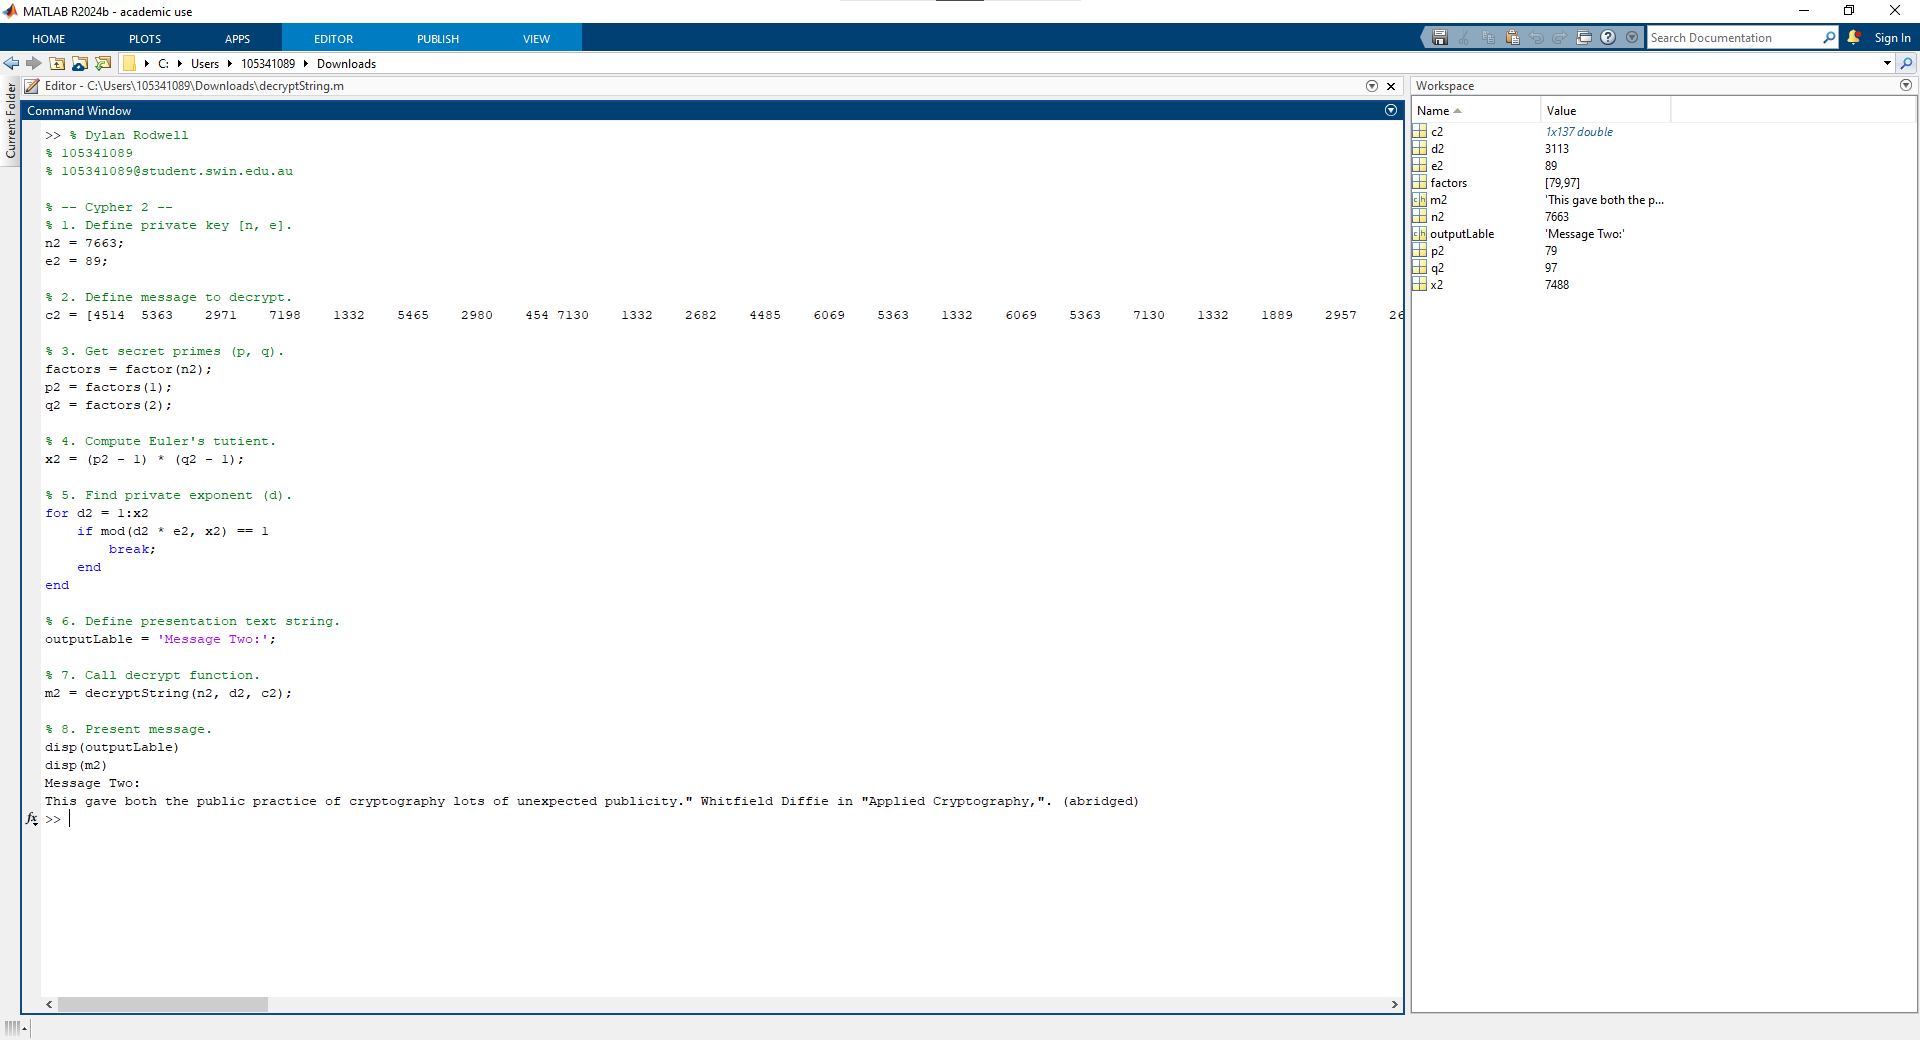 MATLAB R2024b - academic use
HOME PLOTS APPS EDITOR PUBLISH VIEW Search Documentation Sign In
C: Users 105341089 Downloads
Current Folder
Editor - C:\Users\105341089\Downloads\decryptString.m
Command Window
>> % Dylan Rodwell
% 105341089
% 105341089@student.swin.edu.au
% -- Cypher 2 --
% 1. Define private key [n, e].
n2 = 7663;
e2 = 89;
% 2. Define message to decrypt.
c2 = [4514 5363 2971 7198 1332 5465 2980 454 7130 1332 2682 4485 6069 5363 1332 6069 5363 7130 1332 1889 2957 26
% 3. Get secret primes (p, q).
factors = factor(n2);
p2 = factors(1);
q2 = factors(2);
% 4. Compute Euler's tutient.
x2 = (p2 - 1) * (q2 - 1);
% 5. Find private exponent (d).
for d2 = 1:x2
    if mod(d2 * e2, x2) == 1
        break;
    end
end
% 6. Define presentation text string.
outputLable = 'Message Two:';
% 7. Call decrypt function.
m2 = decryptString(n2, d2, c2);
% 8. Present message.
disp(outputLable)
disp(m2)
Message Two:
This gave both the public practice of cryptography lots of unexpected publicity." Whitfield Diffie in "Applied Cryptography,". (abridged)
fx >>
Workspace
Name Value
c2 1x137 double
d2 3113
e2 89
factors [79,97]
m2 'This gave both the p...
n2 7663
outputLable 'Message Two:'
p2 79
q2 97
x2 7488